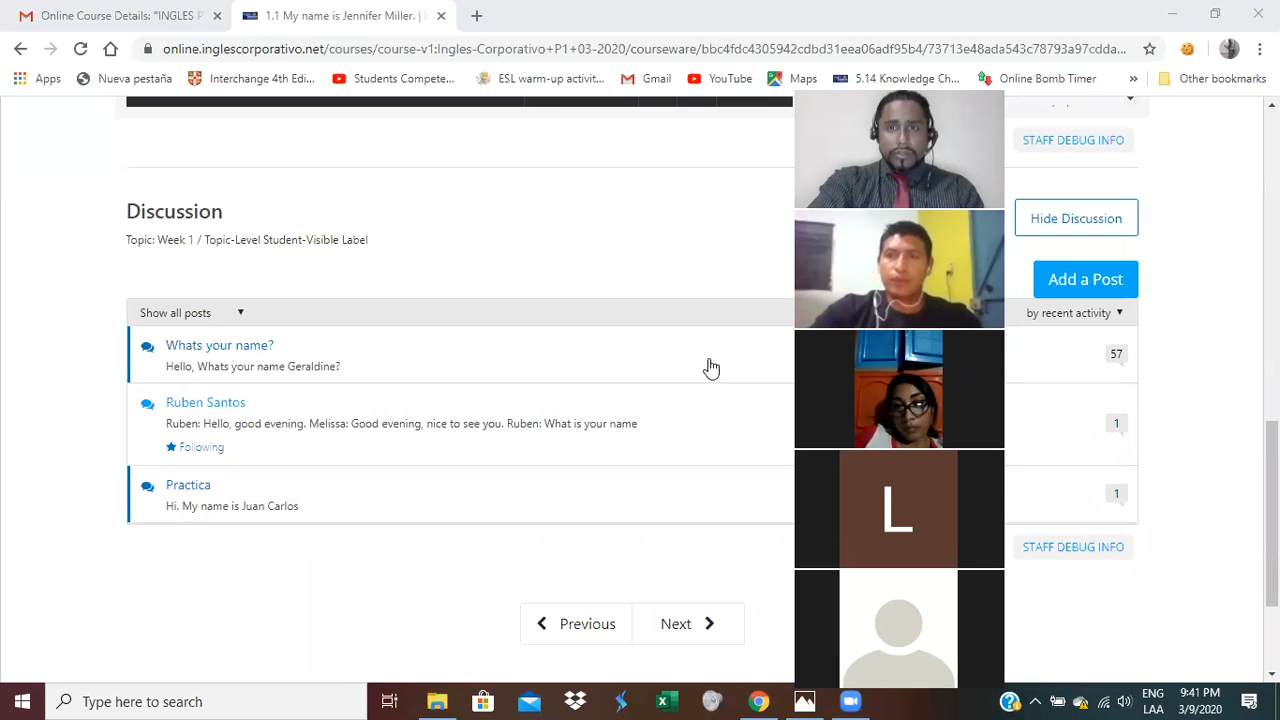 Online Course Details: "INGLES P
1.1 My name is Jennifer Miller. |
online.inglescorporativo.net/courses/course-v1:Ingles-Corporativo+P1+03-2020/courseware/bbc4fdc4305942cdbd31eea06adf95b4/73713e48ada543c78793a97cdda...
Apps
Nueva pestaña
Interchange 4th Edi...
Students Compete...
ESL warm-up activit...
Gmail
YouTube
Maps
5.14 Knowledge Ch...
Online Bomb Timer
»
Other bookmarks
STAFF DEBUG INFO
Discussion
Hide Discussion
Topic: Week 1 / Topic-Level Student-Visible Label
Add a Post
Show all posts
by recent activity
Whats your name?
Hello, Whats your name Geraldine?
57
Ruben Santos
Ruben: Hello, good evening. Melissa: Good evening, nice to see you. Ruben: What is your name
Following
1
Practica
Hi. My name is Juan Carlos
1
L
STAFF DEBUG INFO
Previous
Next
Type here to search
ENG
LAA
9:41 PM
3/9/2020